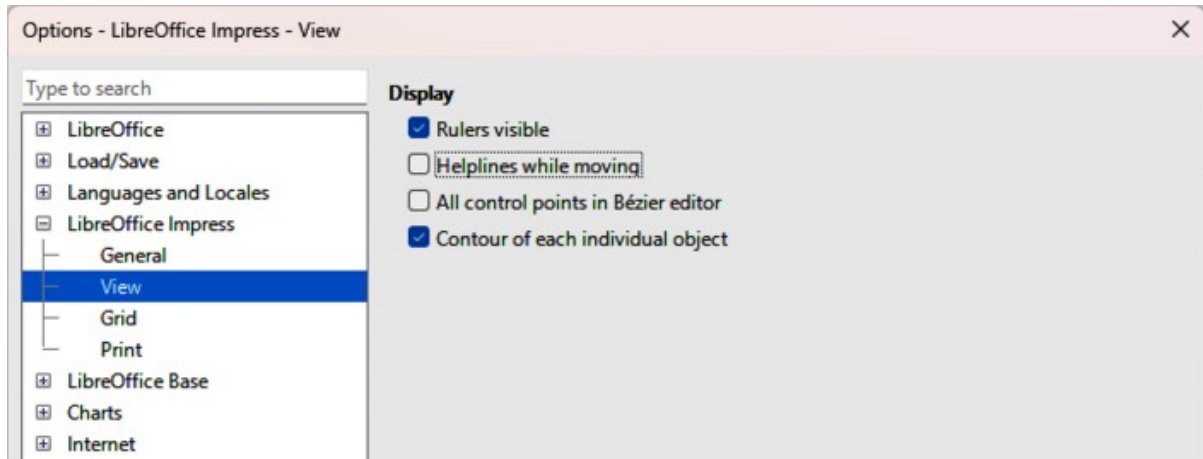 Options - LibreOffice Impress - View
Type to search
LibreOffice
Load/Save
Languages and Locales
LibreOffice Impress
General
View
Grid
Print
LibreOffice Base
Charts
Internet
Display
Rulers visible
Helplines while moving
All control points in Bézier editor
Contour of each individual object